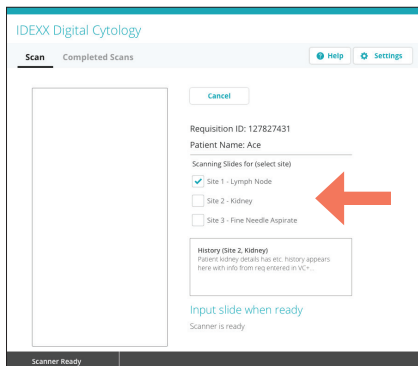 IDEXX Digital Cytology
Scan Completed Scans Help Settings
Cancel
Requisition ID: 127827431
Patient Name: Ace
Scanning Slides for (select site)
Site 1 - Lymph Node
Site 2 - Kidney
Site 3 - Fine Needle Aspirate
History (Site 2, Kidney)
Patient kidney details has etc. history appears
here with info from req entered in VC+...
Input slide when ready
Scanner is ready
Scanner Ready